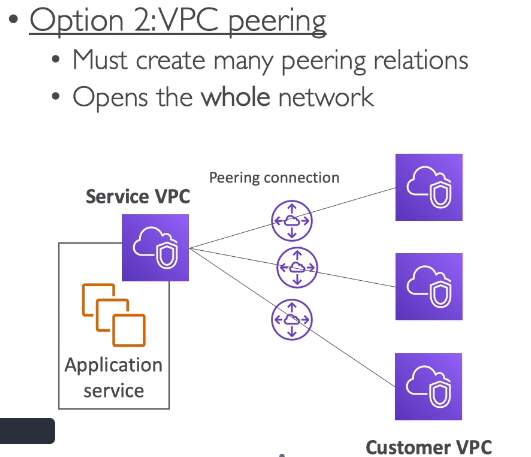 • Option 2: VPC peering
• Must create many peering relations
• Opens the whole network
Peering connection
Service VPC
Application
service
Customer VPC